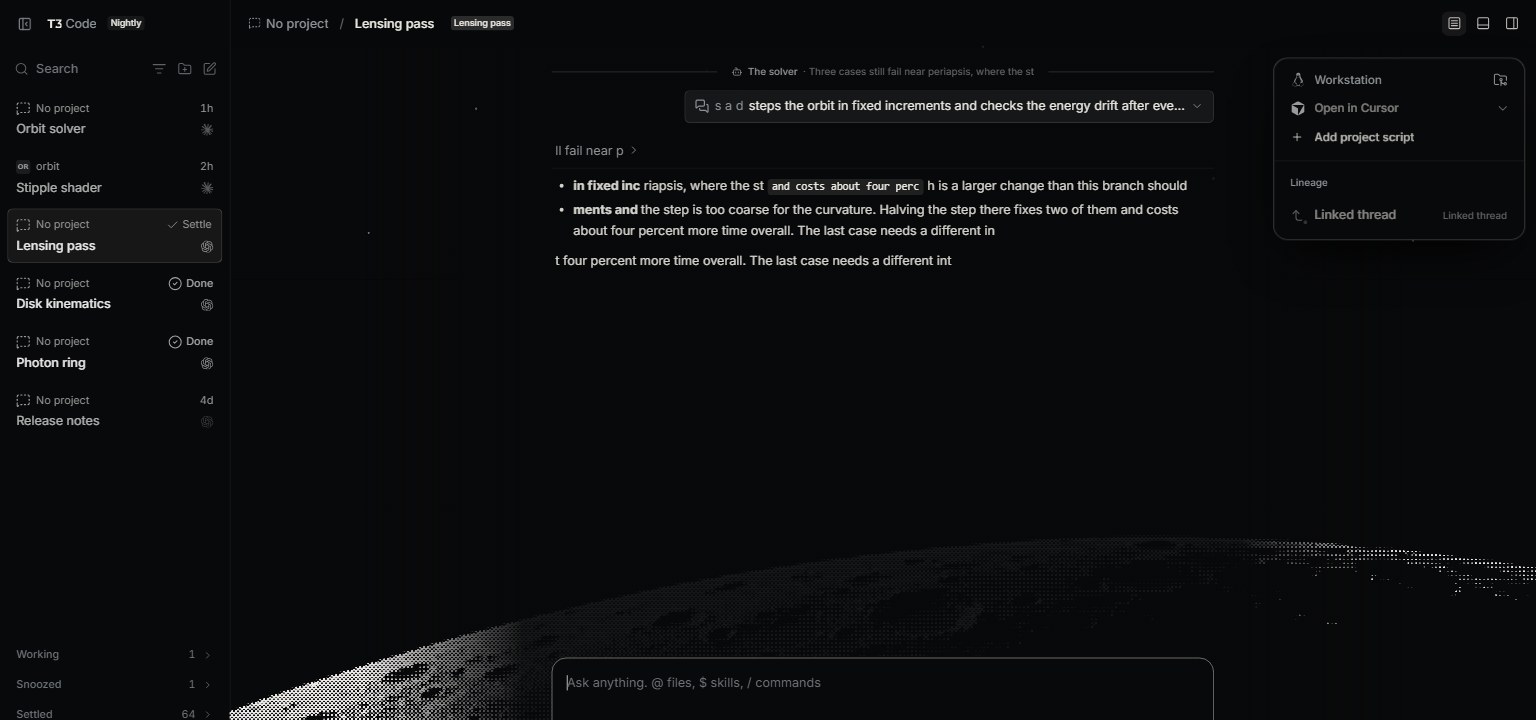 T3 Code Nightly
Search
No project 1h
Orbit solver
OR orbit 2h
Stipple shader
No project Settle
Lensing pass
No project Done
Disk kinematics
No project Done
Photon ring
No project 4d
Release notes
Working 1
Snoozed 1
Settled 64
No project / Lensing pass Lensing pass
The solver · Three cases still fail near periapsis, where the st
s a d steps the orbit in fixed increments and checks the energy drift after eve...
ll fail near p
• in fixed inc riapsis, where the st and costs about four perc h is a larger change than this branch should
• ments and the step is too coarse for the curvature. Halving the step there fixes two of them and costs
about four percent more time overall. The last case needs a different in
t four percent more time overall. The last case needs a different int
Ask anything. @ files, $ skills, / commands
Workstation
Open in Cursor
Add project script
Lineage
Linked thread Linked thread